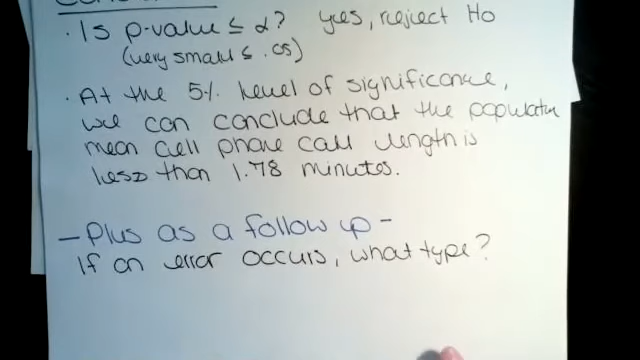 · Is p-value ≤ α? yes, reject Ho
(very small ≤ .05)
· At the 5% level of significance,
we can conclude that the population
mean cell phone call length is
less than 1.78 minutes.
- Plus as a follow up -
If an error occurs, what type?